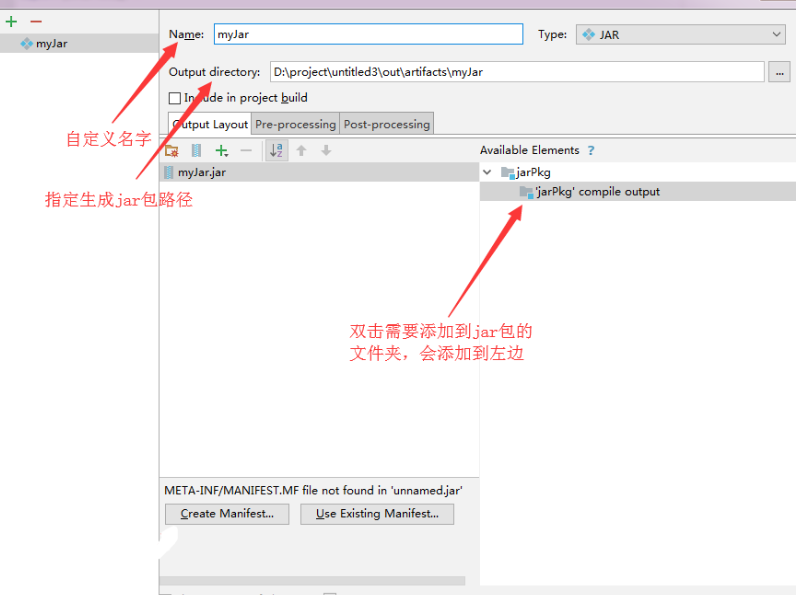 myJar
Name: myJar Type: JAR
Output directory: D:\project\untitled3\out\artifacts\myJar ...
Include in project build
Output Layout Pre-processing Post-processing
自定义名字
指定生成jar包路径
Available Elements ?
myJar.jar
jarPkg
'jarPkg' compile output
双击需要添加到jar包的
文件夹，会添加到左边
META-INF/MANIFEST.MF file not found in 'unnamed.jar'
Create Manifest... Use Existing Manifest...